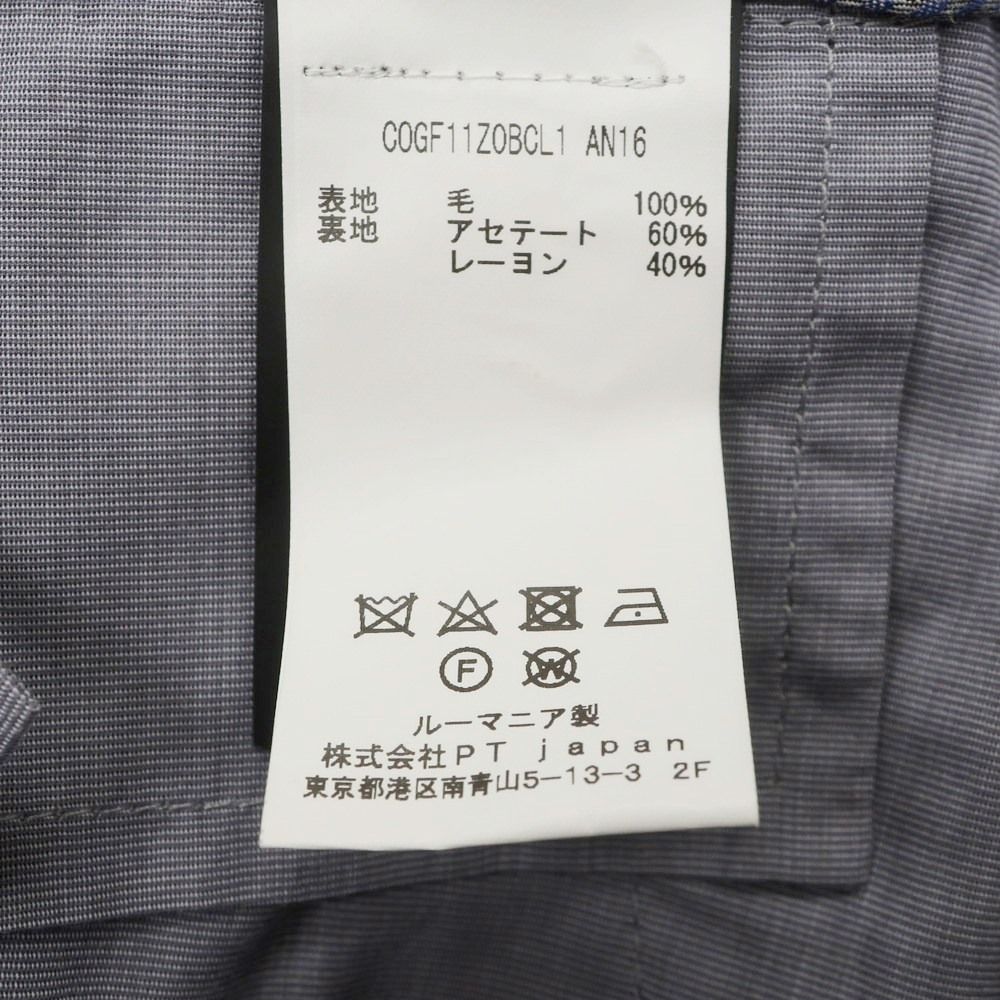 COGF11Z0BCL1 AN16
表地 毛 100%
裏地 アセテート 60%
レーヨン 40%
F W
ルーマニア製
株式会社PT japan
東京都港区南青山5-13-3 2F